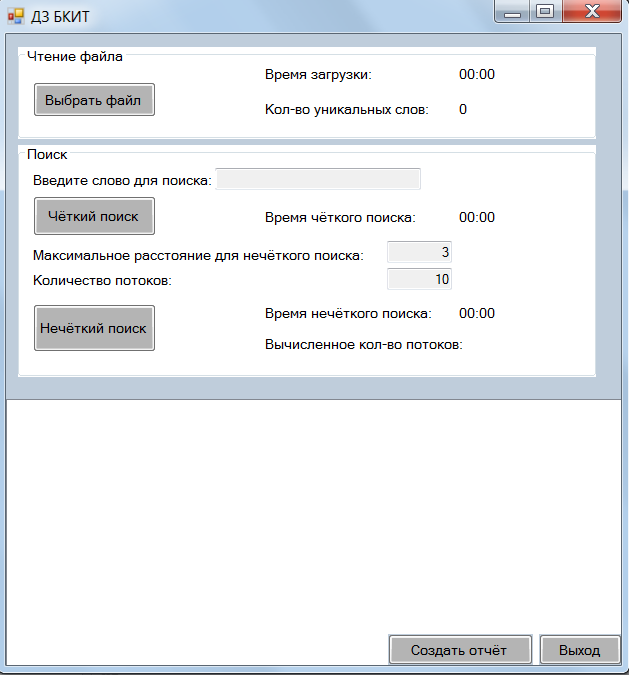 ДЗ БКИТ
Чтение файла
Время загрузки: 00:00
Выбрать файл
Кол-во уникальных слов: 0
Поиск
Введите слово для поиска:
Чёткий поиск
Время чёткого поиска: 00:00
Максимальное расстояние для нечёткого поиска: 3
Количество потоков: 10
Время нечёткого поиска: 00:00
Нечёткий поиск
Вычисленное кол-во потоков:
Создать отчёт Выход